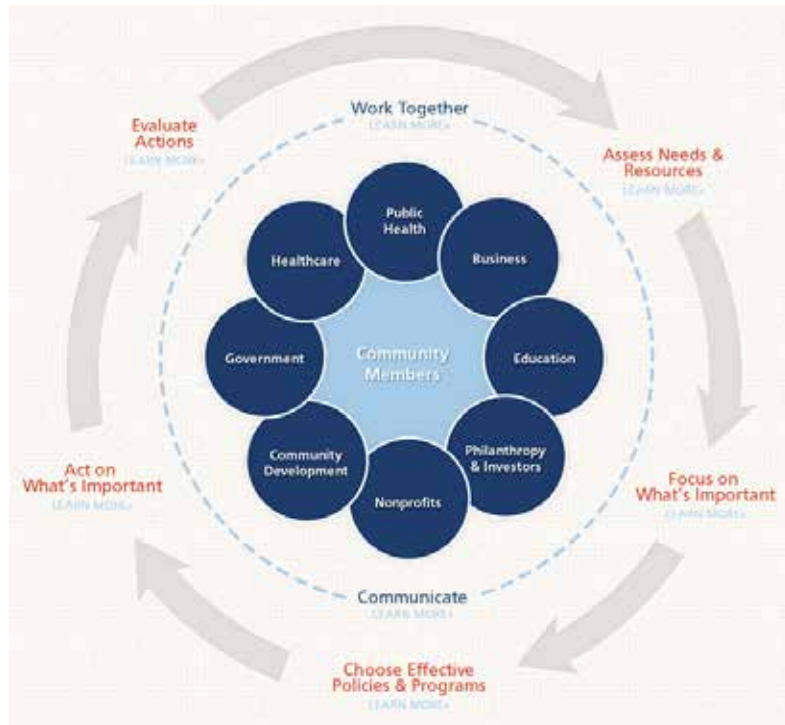 Work Together
LEARN MORE»
Evaluate
Actions
LEARN MORE»
Assess Needs &
Resources
LEARN MORE»
Public
Health
Healthcare
Business
Government
Community
Members
Education
Community
Development
Philanthropy
& Investors
Nonprofits
Act on
What's Important
LEARN MORE»
Focus on
What's Important
LEARN MORE»
Communicate
LEARN MORE»
Choose Effective
Policies & Programs
LEARN MORE»